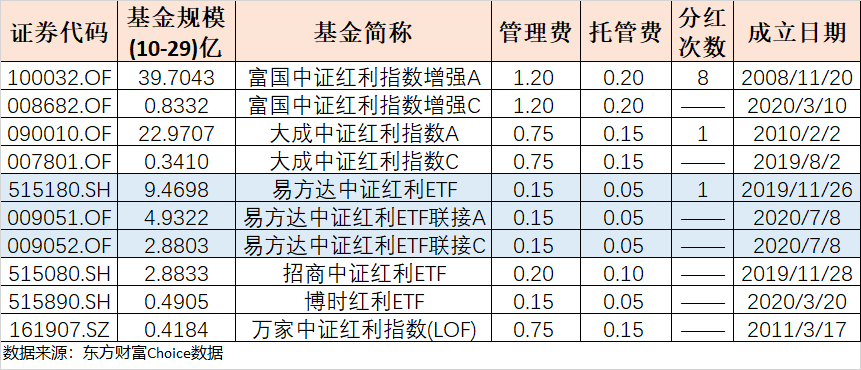 证券代码 基金规模(10-29)亿 基金简称 管理费 托管费 分红次数 成立日期
100032.OF 39.7043 富国中证红利指数增强A 1.20 0.20 8 2008/11/20
008682.OF 0.8332 富国中证红利指数增强C 1.20 0.20 —— 2020/3/10
090010.OF 22.9707 大成中证红利指数A 0.75 0.15 1 2010/2/2
007801.OF 0.3410 大成中证红利指数C 0.75 0.15 —— 2019/8/2
515180.SH 9.4698 易方达中证红利ETF 0.15 0.05 1 2019/11/26
009051.OF 4.9322 易方达中证红利ETF联接A 0.15 0.05 —— 2020/7/8
009052.OF 2.8803 易方达中证红利ETF联接C 0.15 0.05 —— 2020/7/8
515080.SH 2.8833 招商中证红利ETF 0.20 0.10 —— 2019/11/28
515890.SH 0.4905 博时红利ETF 0.15 0.05 —— 2020/3/20
161907.SZ 0.4184 万家中证红利指数(LOF) 0.75 0.15 —— 2011/3/17
数据来源：东方财富Choice数据